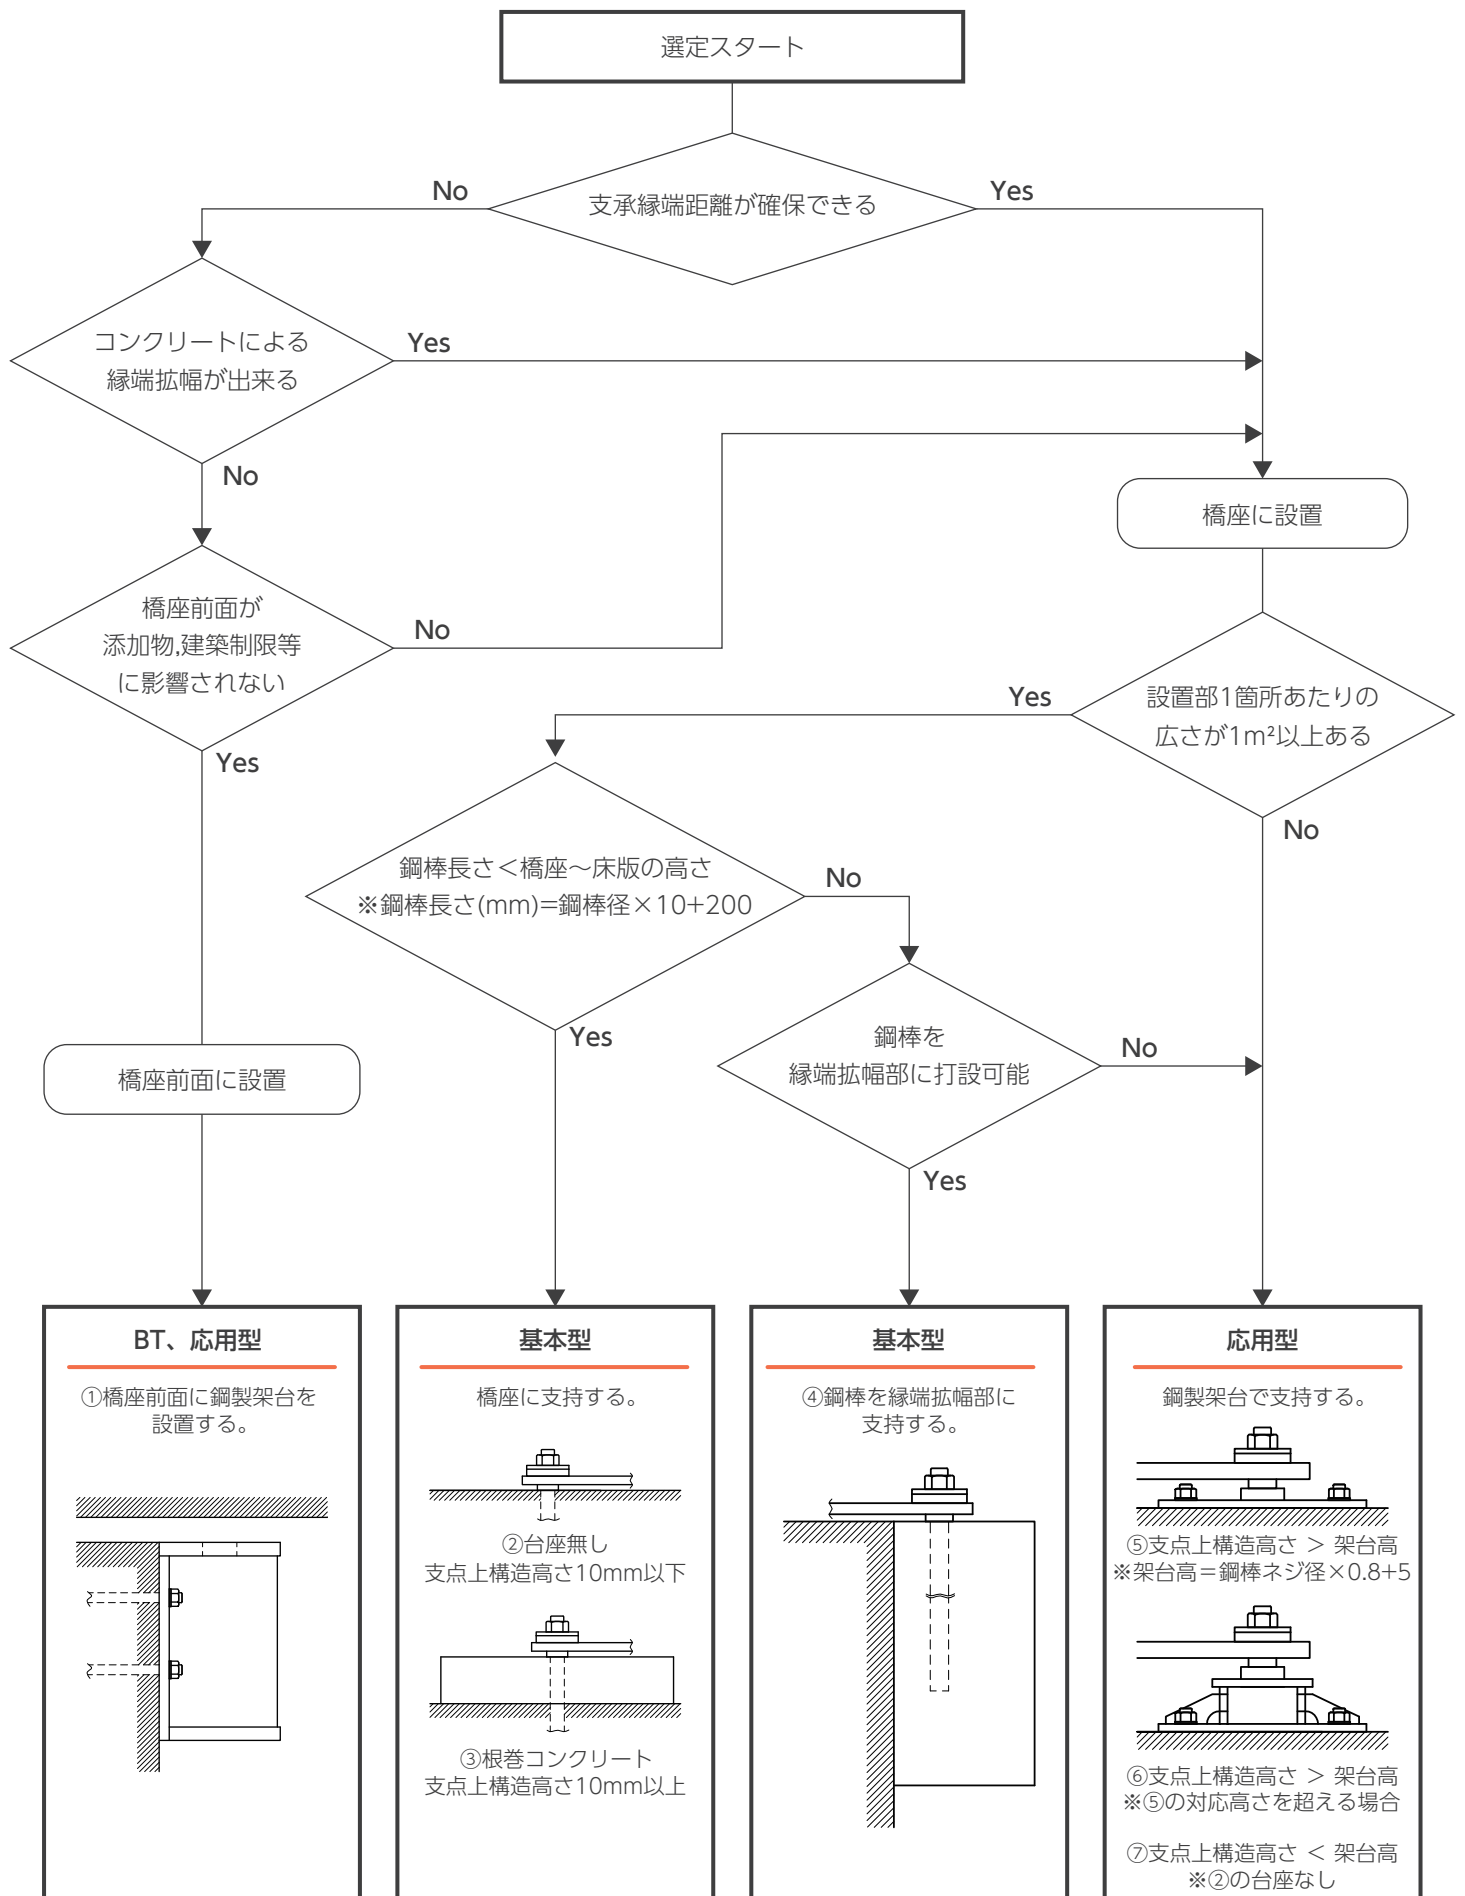 選定スタート
支承縁端距離が確保できる
No
Yes
コンクリートによる
縁端拡幅が出来る
Yes
No
橋座に設置
橋座前面が
添加物,建築制限等
に影響されない
No
Yes
設置部1箇所あたりの
広さが1m²以上ある
Yes
No
鋼棒長さ＜橋座～床版の高さ
※鋼棒長さ(mm)=鋼棒径×10+200
No
Yes
鋼棒を
縁端拡幅部に打設可能
No
Yes
橋座前面に設置
BT、応用型
①橋座前面に鋼製架台を
設置する。
基本型
橋座に支持する。
②台座無し
支点上構造高さ10mm以下
③根巻コンクリート
支点上構造高さ10mm以上
基本型
④鋼棒を縁端拡幅部に
支持する。
応用型
鋼製架台で支持する。
⑤支点上構造高さ ＞ 架台高
※架台高＝鋼棒ネジ径×0.8+5
⑥支点上構造高さ ＞ 架台高
※⑤の対応高さを超える場合
⑦支点上構造高さ ＜ 架台高
※②の台座なし